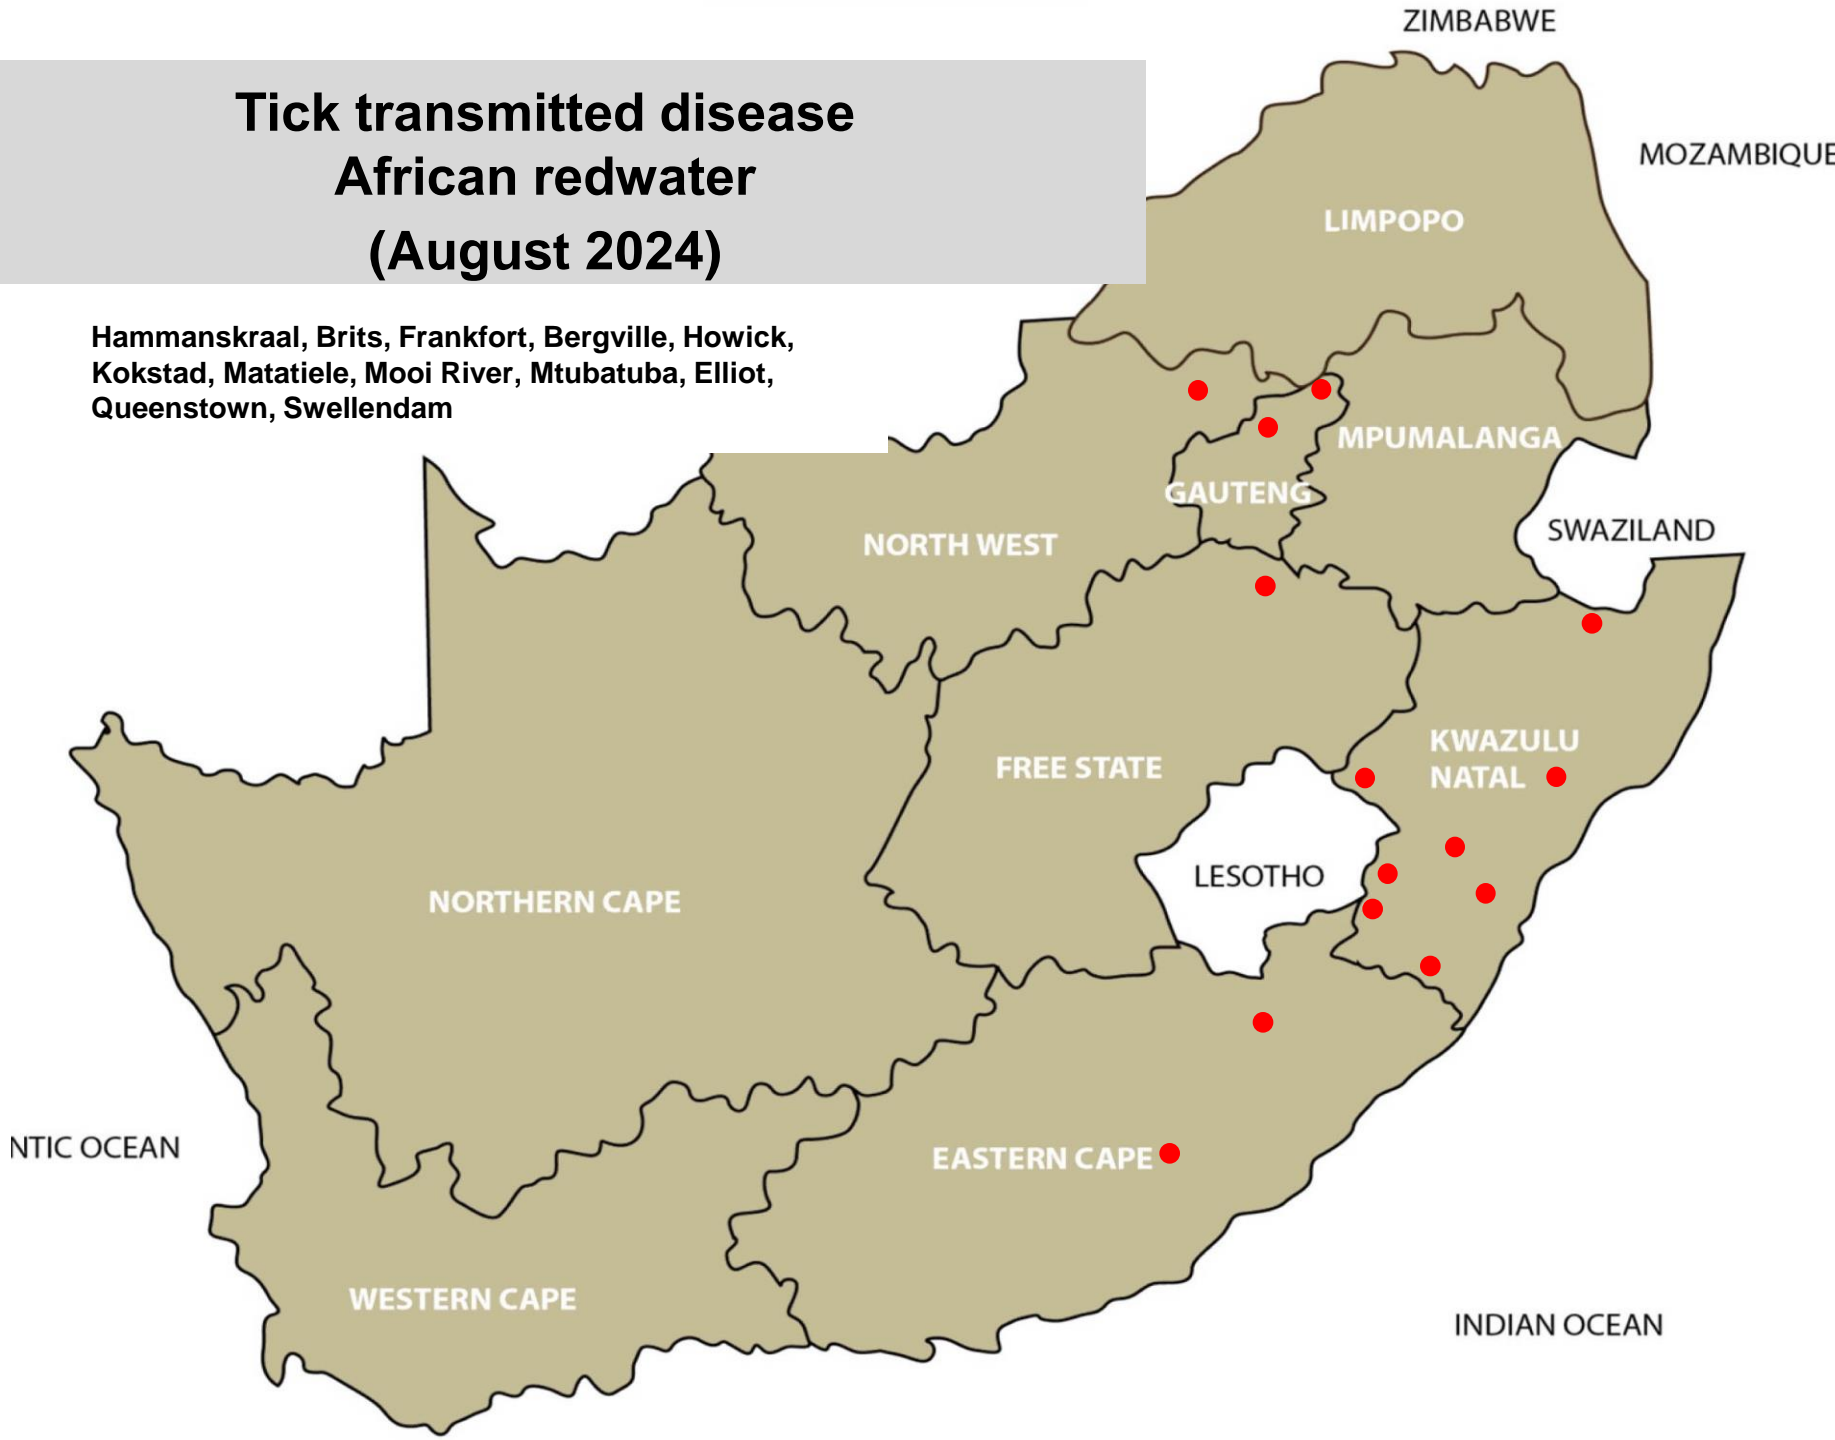 ZIMBABWE
Tick transmitted disease
African redwater
(August 2024)
MOZAMBIQUE
LIMPOPO
Hammanskraal, Brits, Frankfort, Bergville, Howick,
Kokstad, Matatiele, Mooi River, Mtubatuba, Elliot,
Queenstown, Swellendam
MPUMALANGA
GAUTENG
NORTH WEST
SWAZILAND
KWAZULU
NATAL
FREE STATE
LESOTHO
NORTHERN CAPE
NTIC OCEAN
EASTERN CAPE
WESTERN CAPE
INDIAN OCEAN